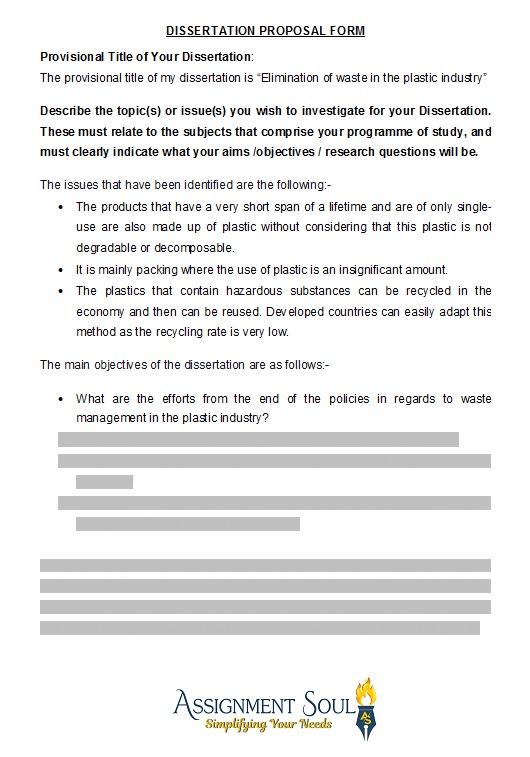 DISSERTATION PROPOSAL FORM
Provisional Title of Your Dissertation:
The provisional title of my dissertation is “Elimination of waste in the plastic industry”
Describe the topic(s) or issue(s) you wish to investigate for your Dissertation.
These must relate to the subjects that comprise your programme of study, and
must clearly indicate what your aims /objectives / research questions will be.
The issues that have been identified are the following:-
• The products that have a very short span of a lifetime and are of only single-
use are also made up of plastic without considering that this plastic is not
degradable or decomposable.
• It is mainly packing where the use of plastic is an insignificant amount.
• The plastics that contain hazardous substances can be recycled in the
economy and then can be reused. Developed countries can easily adapt this
method as the recycling rate is very low.
The main objectives of the dissertation are as follows:-
• What are the efforts from the end of the policies in regards to waste
management in the plastic industry?
ASSIGNMENT SOUL
Simplifying Your Needs
AS